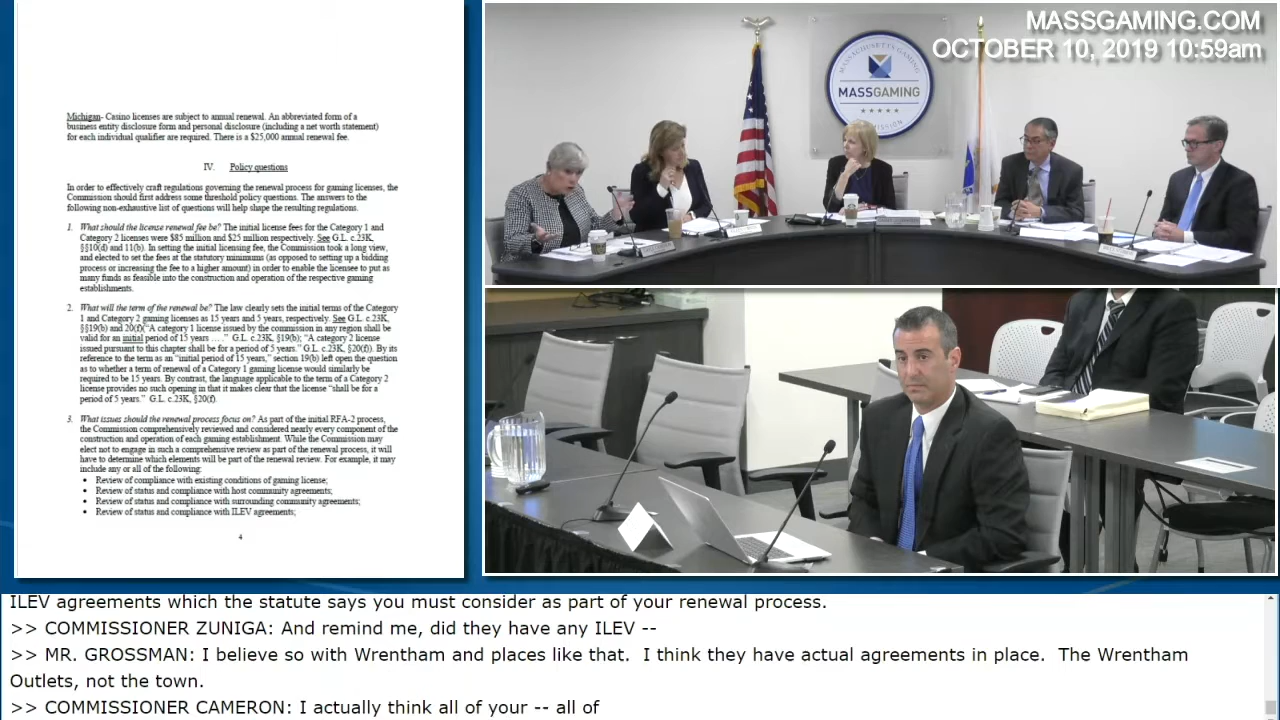 Michigan- Casino licenses are subject to annual renewal. An abbreviated form of a
business entity disclosure form and personal disclosure (including a net worth statement)
for each individual qualifier are required. There is a $25,000 annual renewal fee.
IV. Policy questions
In order to effectively craft regulations governing the renewal process for gaming licenses, the
Commission should first address some threshold policy questions. The answers to the
following non-exhaustive list of questions will help shape the resulting regulations.
1. What should the license renewal fee be? The initial license fees for the Category 1 and
Category 2 licenses were $85 million and $25 million respectively. See G.L. c.23K,
§§10(d) and 11(b). In setting the initial licensing fee, the Commission took a long view,
and elected to set the fees at the statutory minimums (as opposed to setting up a bidding
process or increasing the fee to a higher amount) in order to enable the licensee to put as
many funds as feasible into the construction and operation of the respective gaming
establishments.
2. What will the term of the renewal be? The law clearly sets the initial terms of the Category
1 and Category 2 gaming licenses as 15 years and 5 years, respectively. See G.L. c.23K,
§§19(b) and 20(f)("A category 1 license issued by the commission in any region shall be
valid for an initial period of 15 years … ." G.L. c.23K, §19(b); "A category 2 license
issued pursuant to this chapter shall be for a period of 5 years." G.L. c.23K, §20(f)). By its
reference to the term as an "initial period of 15 years," section 19(b) left open the question
as to whether a term of renewal of a Category 1 gaming license would similarly be
required to be 15 years. By contrast, the language applicable to the term of a Category 2
license provides no such opening in that it makes clear that the license "shall be for a
period of 5 years." G.L. c.23K, §20(f).
3. What issues should the renewal process focus on? As part of the initial RFA-2 process,
the Commission comprehensively reviewed and considered nearly every component of the
construction and operation of each gaming establishment. While the Commission may
elect not to engage in such a comprehensive review as part of the renewal process, it will
have to determine which elements will be part of the renewal review. For example, it may
include any or all of the following:
• Review of compliance with existing conditions of gaming license;
• Review of status and compliance with host community agreements;
• Review of status and compliance with surrounding community agreements;
• Review of status and compliance with ILEV agreements;
4
MASSGAMING.COM
OCTOBER 10, 2019 10:59am
MASSACHUSETTS GAMING
MASSGAMING
ILEV agreements which the statute says you must consider as part of your renewal process.
>> COMMISSIONER ZUNIGA: And remind me, did they have any ILEV --
>> MR. GROSSMAN: I believe so with Wrentham and places like that. I think they have actual agreements in place. The Wrentham
Outlets, not the town.
>> COMMISSIONER CAMERON: I actually think all of your -- all of